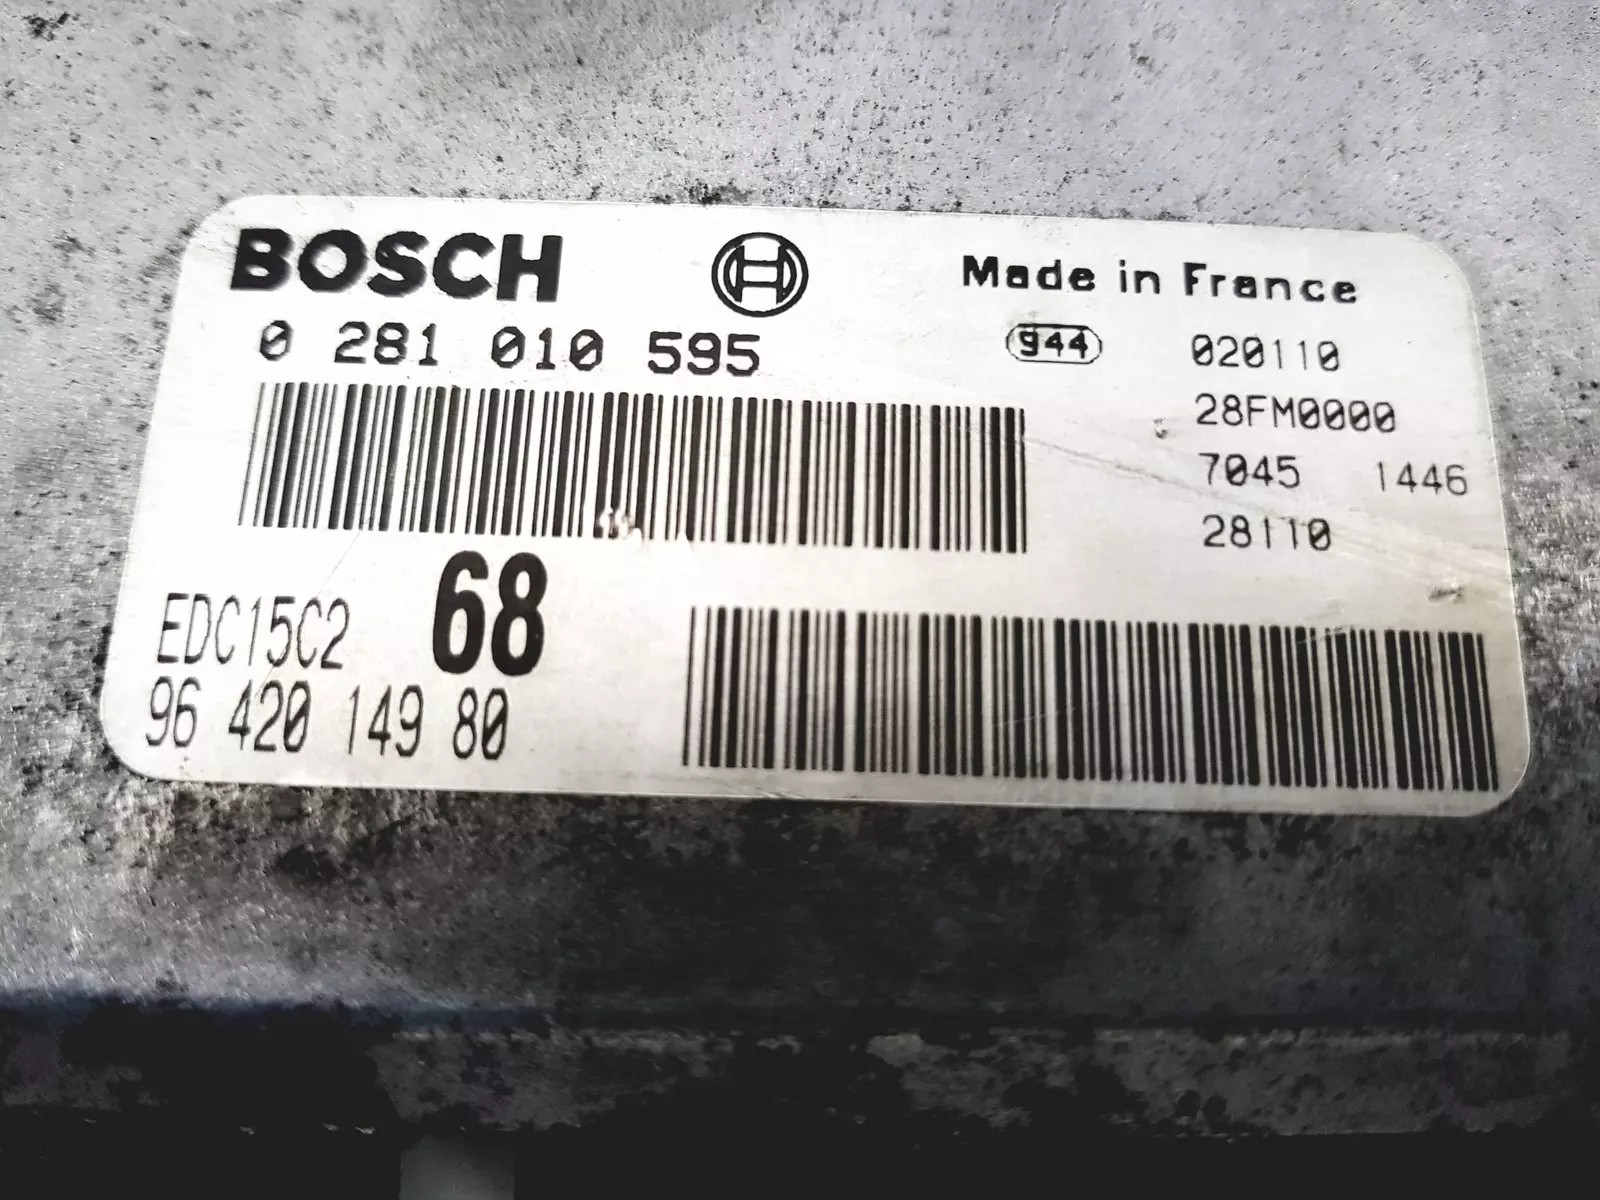 BOSCH
Made in France
0 281 010 595
944
020110
28FM0000
7045 1446
28110
EDC15C2
68
96 420 149 80